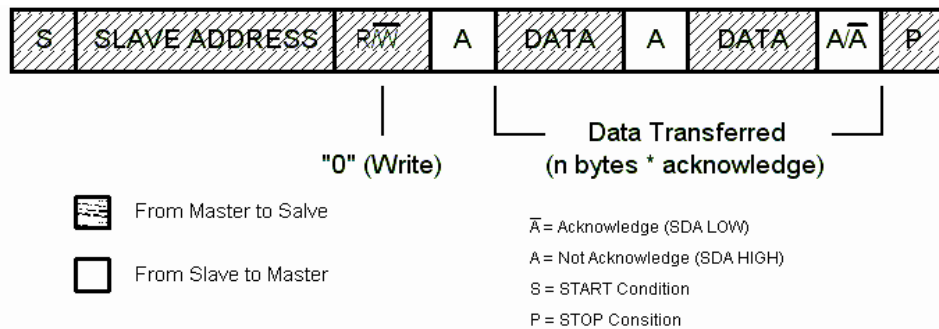 S SLAVE ADDRESS R/W̅ A DATA A DATA A/A̅ P
"0" (Write)
Data Transferred
(n bytes * acknowledge)
From Master to Salve
From Slave to Master
A̅ = Acknowledge (SDA LOW)
A = Not Acknowledge (SDA HIGH)
S = START Condition
P = STOP Consition